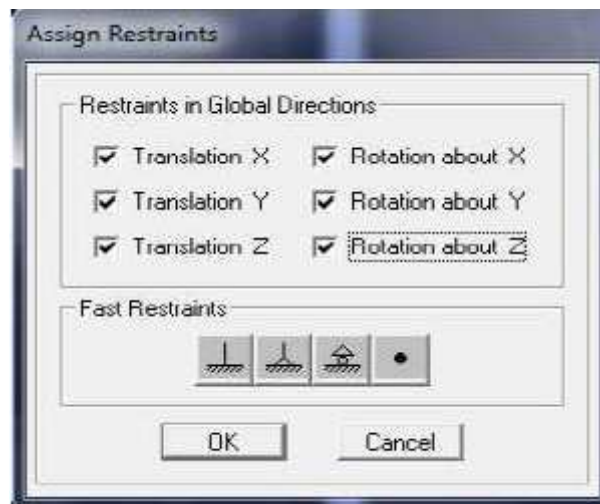 Assign Restraints
Restraints in Global Directions
Translation X Rotation about X
Translation Y Rotation about Y
Translation Z Rotation about Z
Fast Restraints
OK Cancel